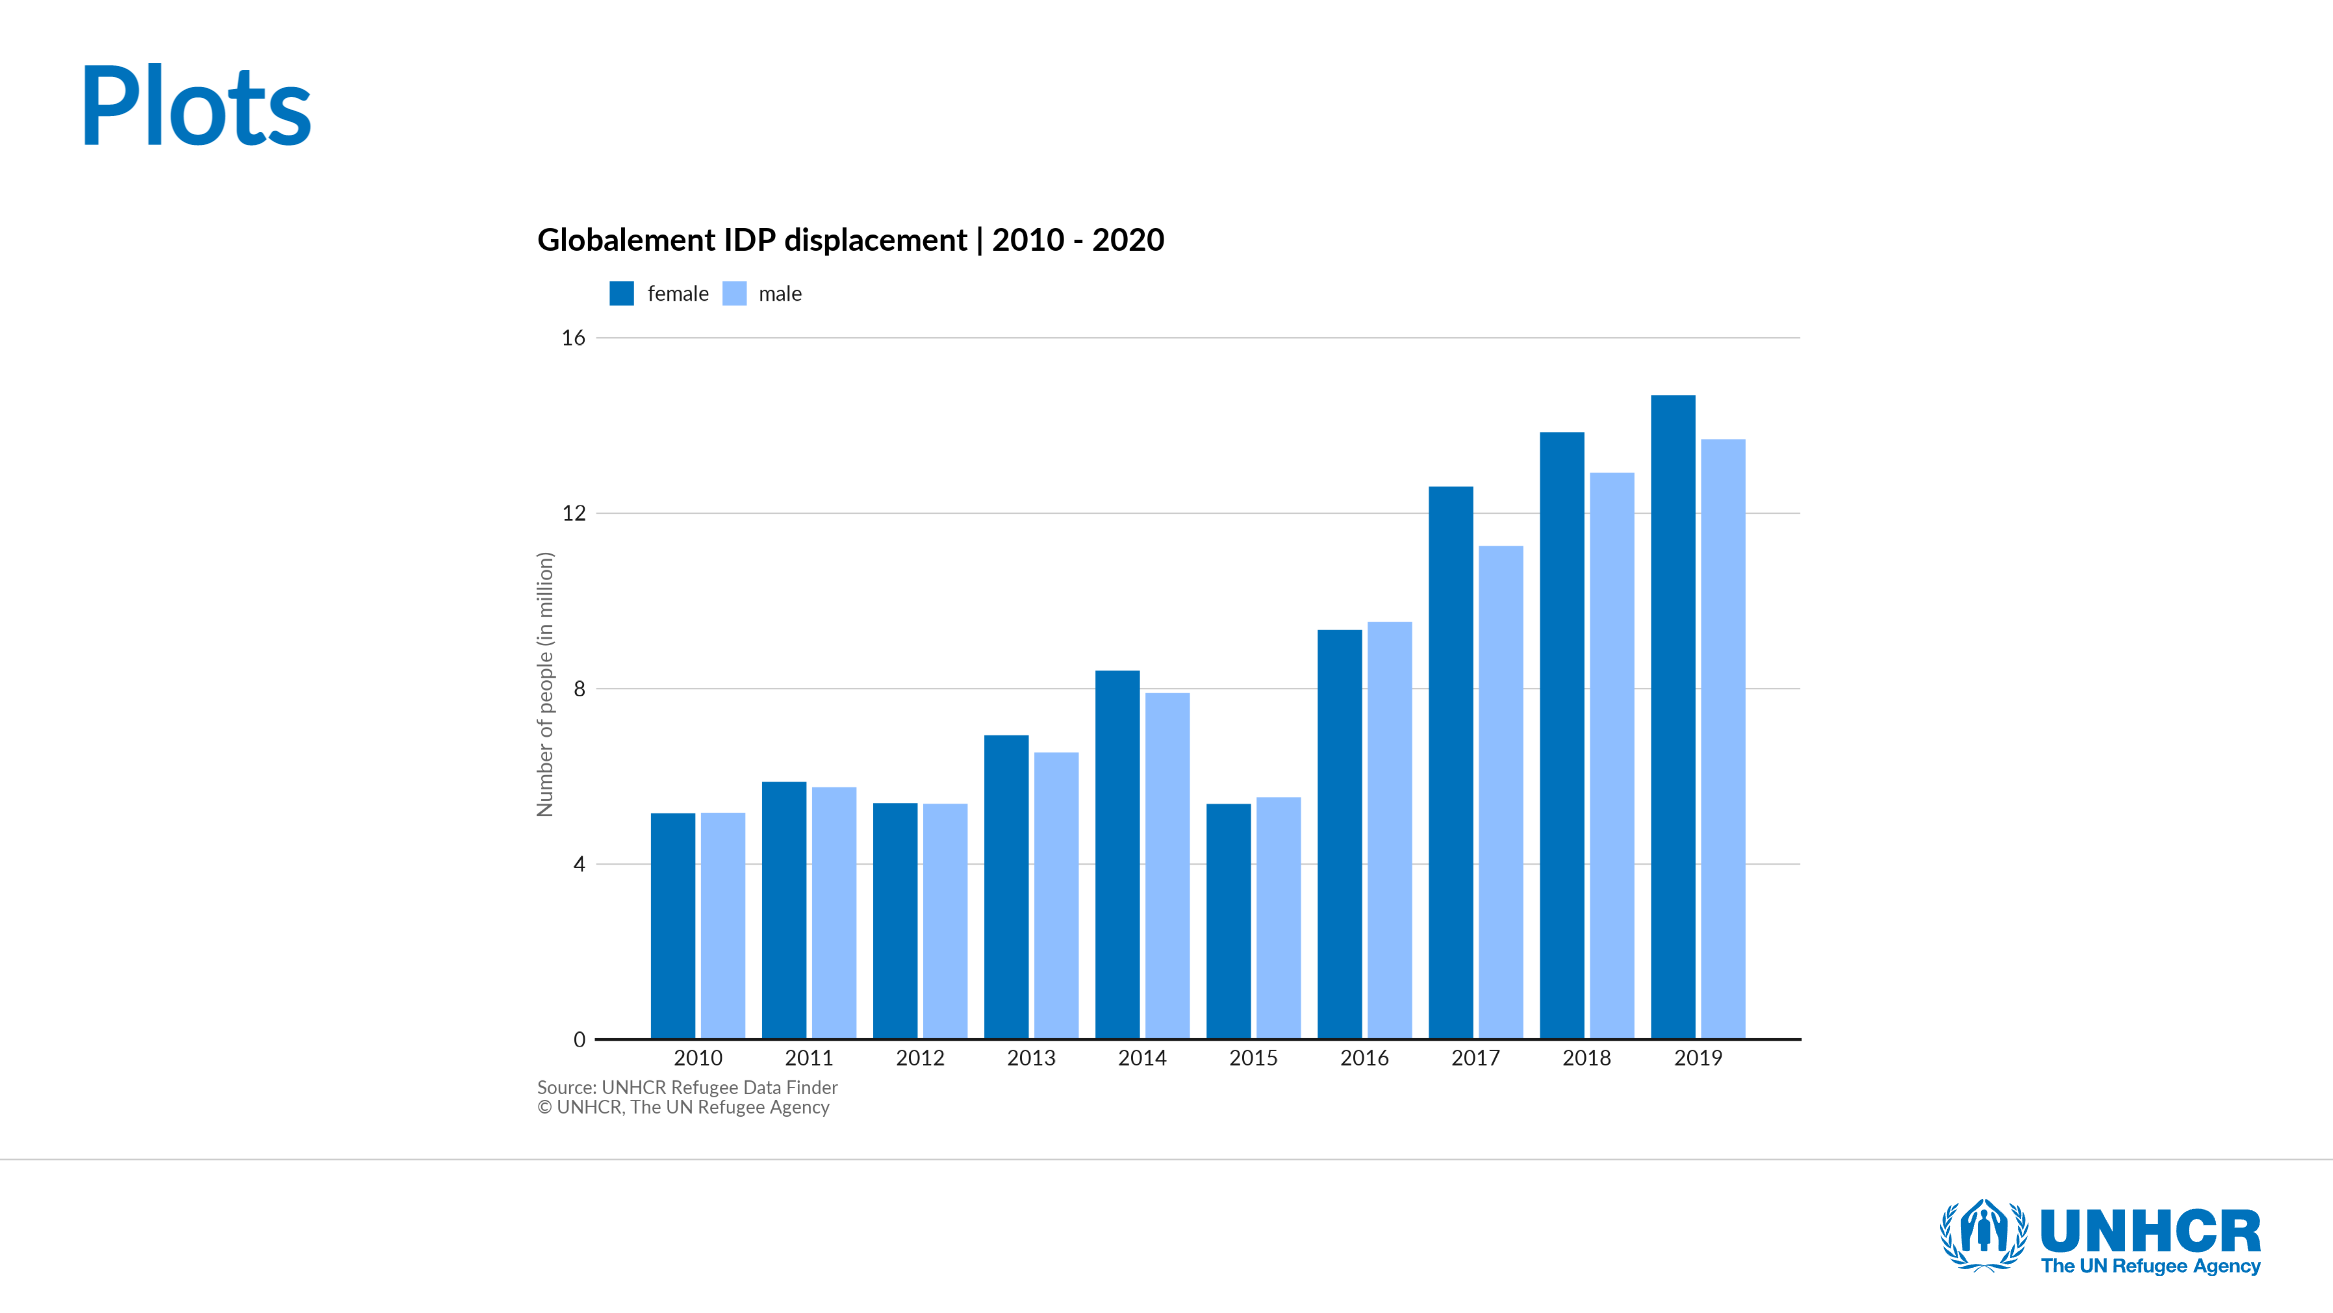 Plots
Globalement IDP displacement | 2010 - 2020
female male
16
12
8
4
0
Number of people (in million)
2010 2011 2012 2013 2014 2015 2016 2017 2018 2019
Source: UNHCR Refugee Data Finder
© UNHCR, The UN Refugee Agency
UNHCR
The UN Refugee Agency